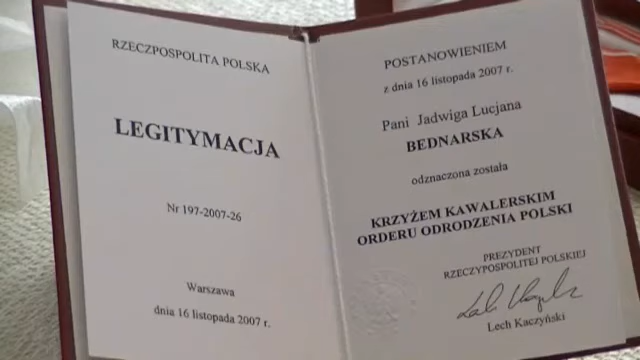 RZECZPOSPOLITA POLSKA
LEGITYMACJA
Nr 197-2007-26
Warszawa
dnia 16 listopada 2007 r.
POSTANOWIENIEM
z dnia 16 listopada 2007 r.
Pani Jadwiga Lucjana
BEDNARSKA
odznaczona została
KRZYŻEM KAWALERSKIM
ORDERU ODRODZENIA POLSKI
PREZYDENT
RZECZYPOSPOLITEJ POLSKIEJ
Lech Kaczyński